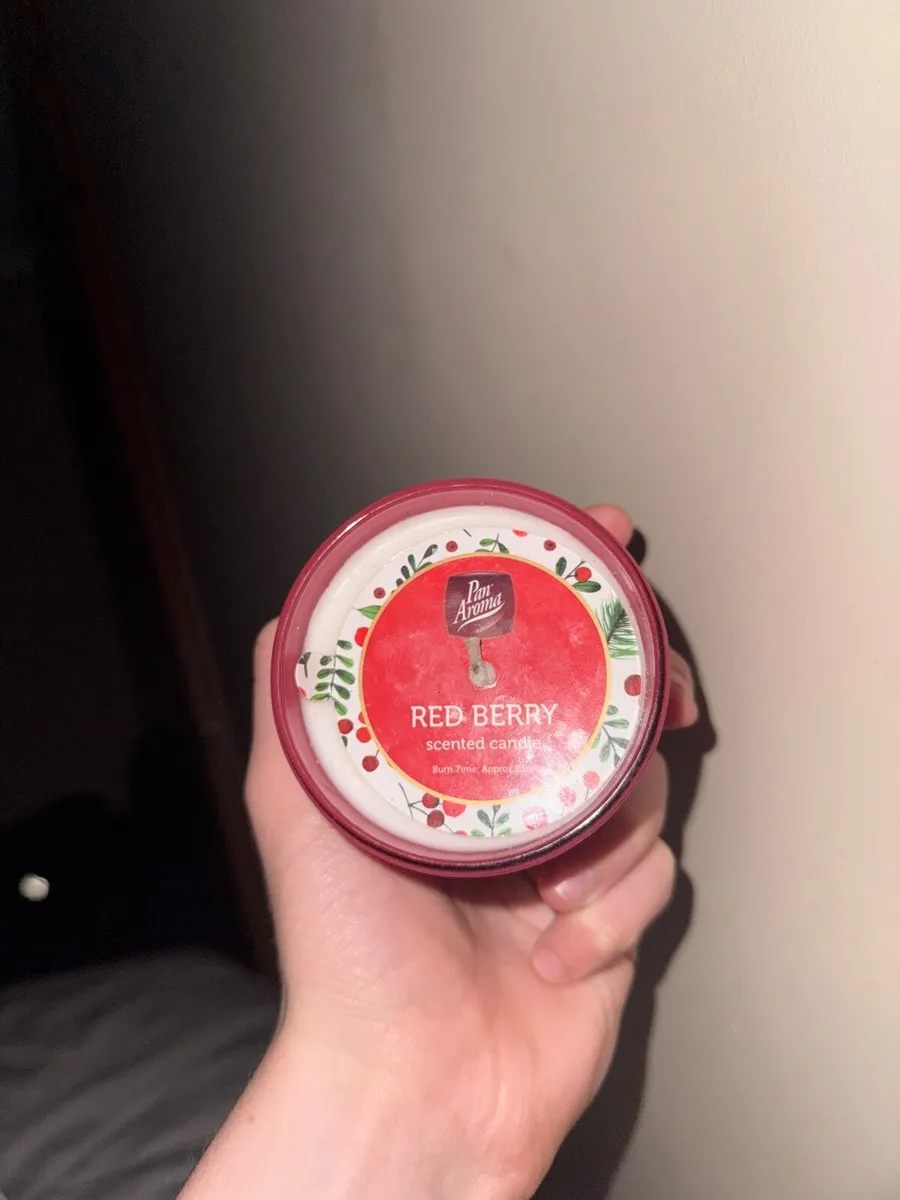 Pan
Aroma
RED BERRY
scented candle
Burn Time: Approx